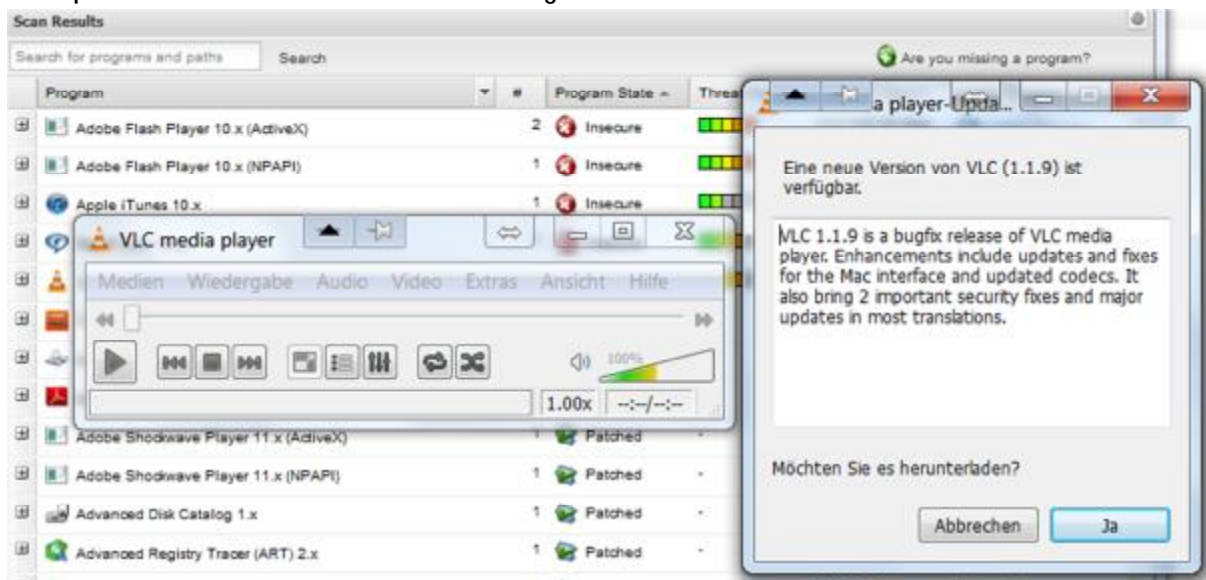 Scan Results
Search for programs and paths Search Are you missing a program?
Program # Program State Threa
Adobe Flash Player 10.x (ActiveX) 2 Insecure
Adobe Flash Player 10.x (NPAPI) 1 Insecure
Apple iTunes 10.x 1 Insecure
VLC media player
Medien Wiedergabe Audio Video Extras Ansicht Hilfe
100%
1.00x --:--/--:--
Adobe Shockwave Player 11.x (ActiveX) 1 Patched -
Adobe Shockwave Player 11.x (NPAPI) 1 Patched -
Advanced Disk Catalog 1.x 1 Patched -
Advanced Registry Tracer (ART) 2.x 1 Patched -
a player-Upda...
Eine neue Version von VLC (1.1.9) ist
verfügbar.
VLC 1.1.9 is a bugfix release of VLC media
player. Enhancements include updates and fixes
for the Mac interface and updated codecs. It
also bring 2 important security fixes and major
updates in most translations.
Möchten Sie es herunterladen?
Abbrechen Ja